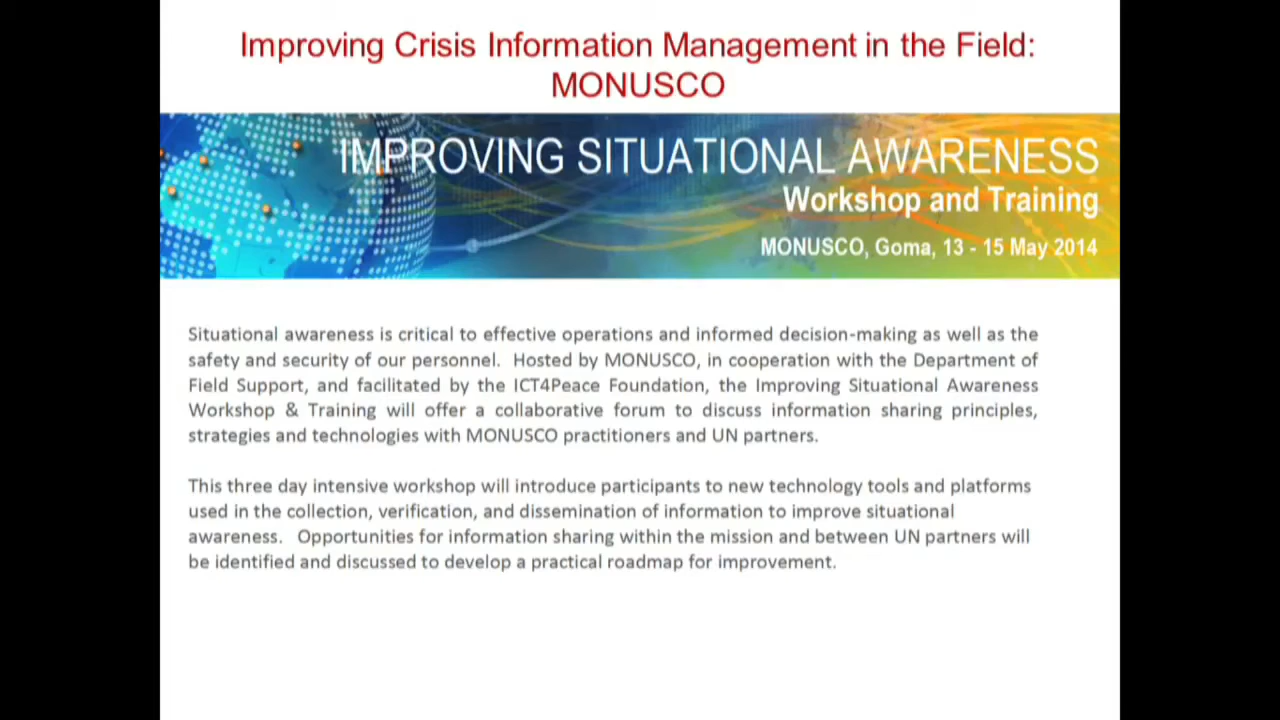 Improving Crisis Information Management in the Field:
MONUSCO
IMPROVING SITUATIONAL AWARENESS
Workshop and Training
MONUSCO, Goma, 13 - 15 May 2014
Situational awareness is critical to effective operations and informed decision-making as well as the
safety and security of our personnel. Hosted by MONUSCO, in cooperation with the Department of
Field Support, and facilitated by the ICT4Peace Foundation, the Improving Situational Awareness
Workshop & Training will offer a collaborative forum to discuss information sharing principles,
strategies and technologies with MONUSCO practitioners and UN partners.
This three day intensive workshop will introduce participants to new technology tools and platforms
used in the collection, verification, and dissemination of information to improve situational
awareness. Opportunities for information sharing within the mission and between UN partners will
be identified and discussed to develop a practical roadmap for improvement.